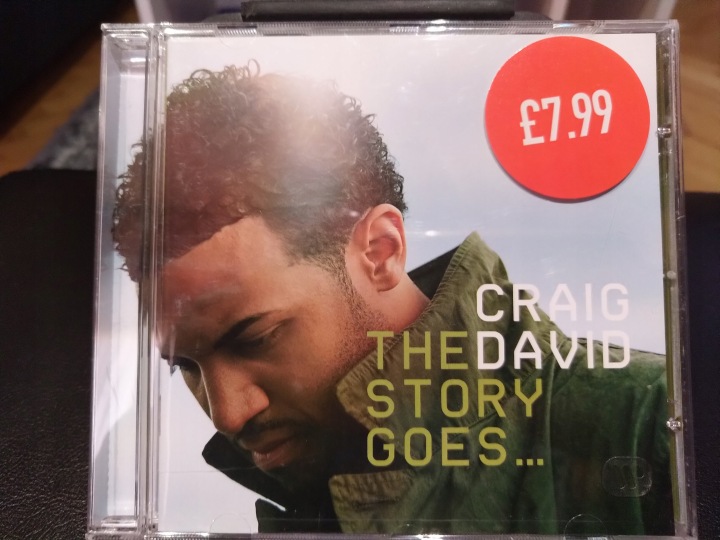 £7.99
CRAIG
THE DAVID
STORY
GOES...